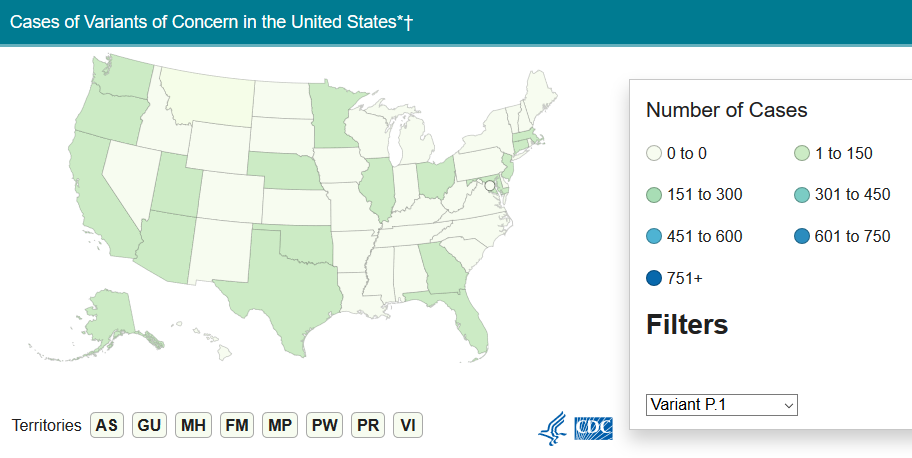 Cases of Variants of Concern in the United States*†
Number of Cases
0 to 0
1 to 150
151 to 300
301 to 450
451 to 600
601 to 750
751+
Filters
Variant P.1
Territories AS GU MH FM MP PW PR VI
CDC